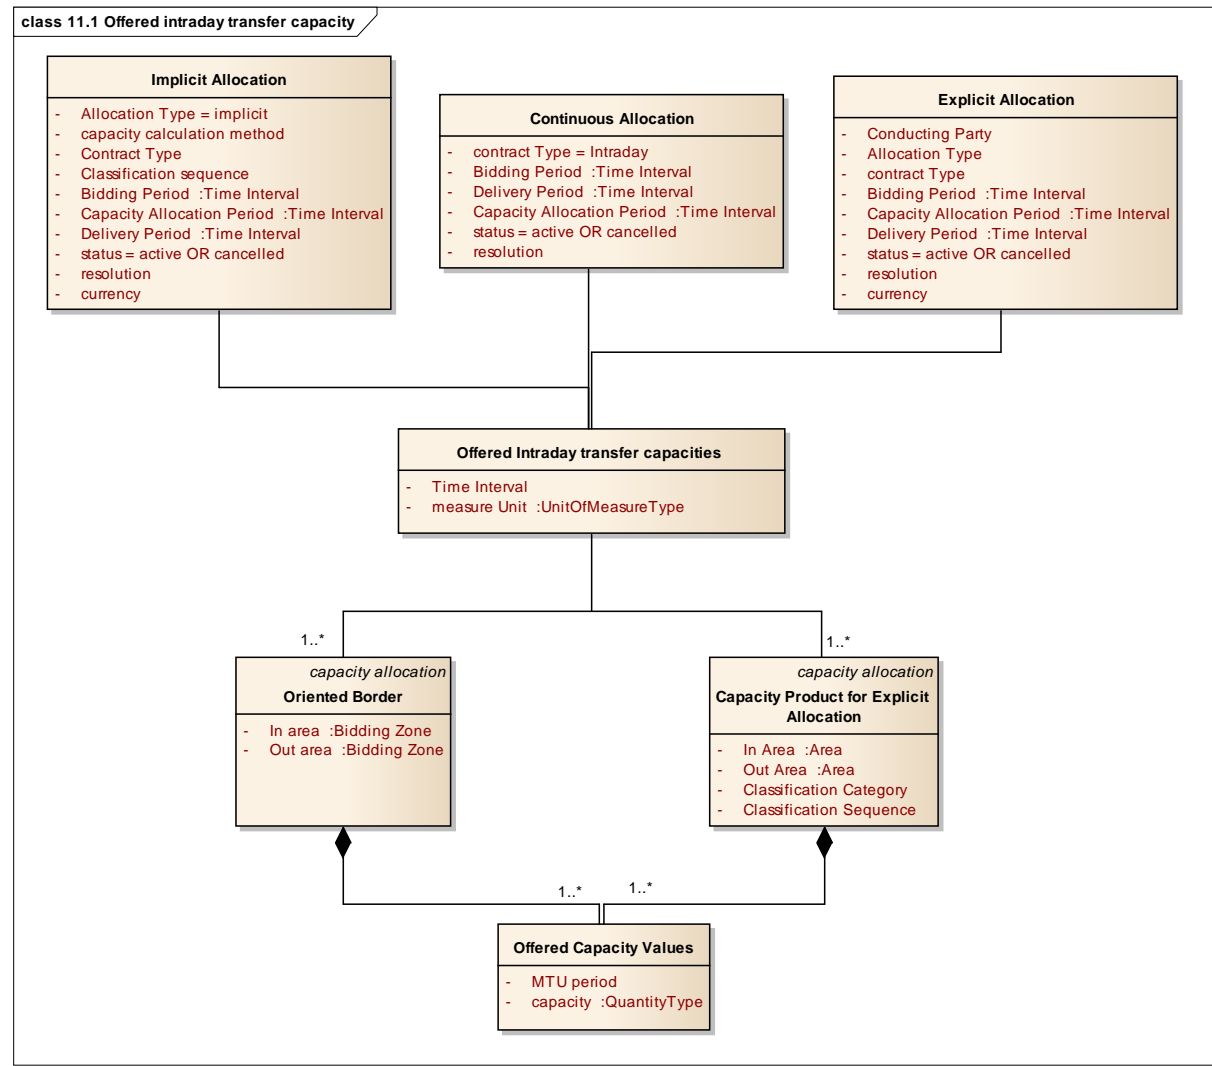 class 11.1 Offered intraday transfer capacity
Implicit Allocation
- Allocation Type = implicit
- capacity calculation method
- Contract Type
- Classification sequence
- Bidding Period :Time Interval
- Capacity Allocation Period :Time Interval
- Delivery Period :Time Interval
- status = active OR cancelled
- resolution
- currency
Continuous Allocation
- contract Type = Intraday
- Bidding Period :Time Interval
- Delivery Period :Time Interval
- Capacity Allocation Period :Time Interval
- status = active OR cancelled
- resolution
Explicit Allocation
- Conducting Party
- Allocation Type
- contract Type
- Bidding Period :Time Interval
- Capacity Allocation Period :Time Interval
- Delivery Period :Time Interval
- status = active OR cancelled
- resolution
- currency
Offered Intraday transfer capacities
- Time Interval
- measure Unit :UnitOfMeasureType
1..*
1..*
capacity allocation
Oriented Border
- In area :Bidding Zone
- Out area :Bidding Zone
capacity allocation
Capacity Product for Explicit
Allocation
- In Area :Area
- Out Area :Area
- Classification Category
- Classification Sequence
1..*
1..*
Offered Capacity Values
- MTU period
- capacity :QuantityType